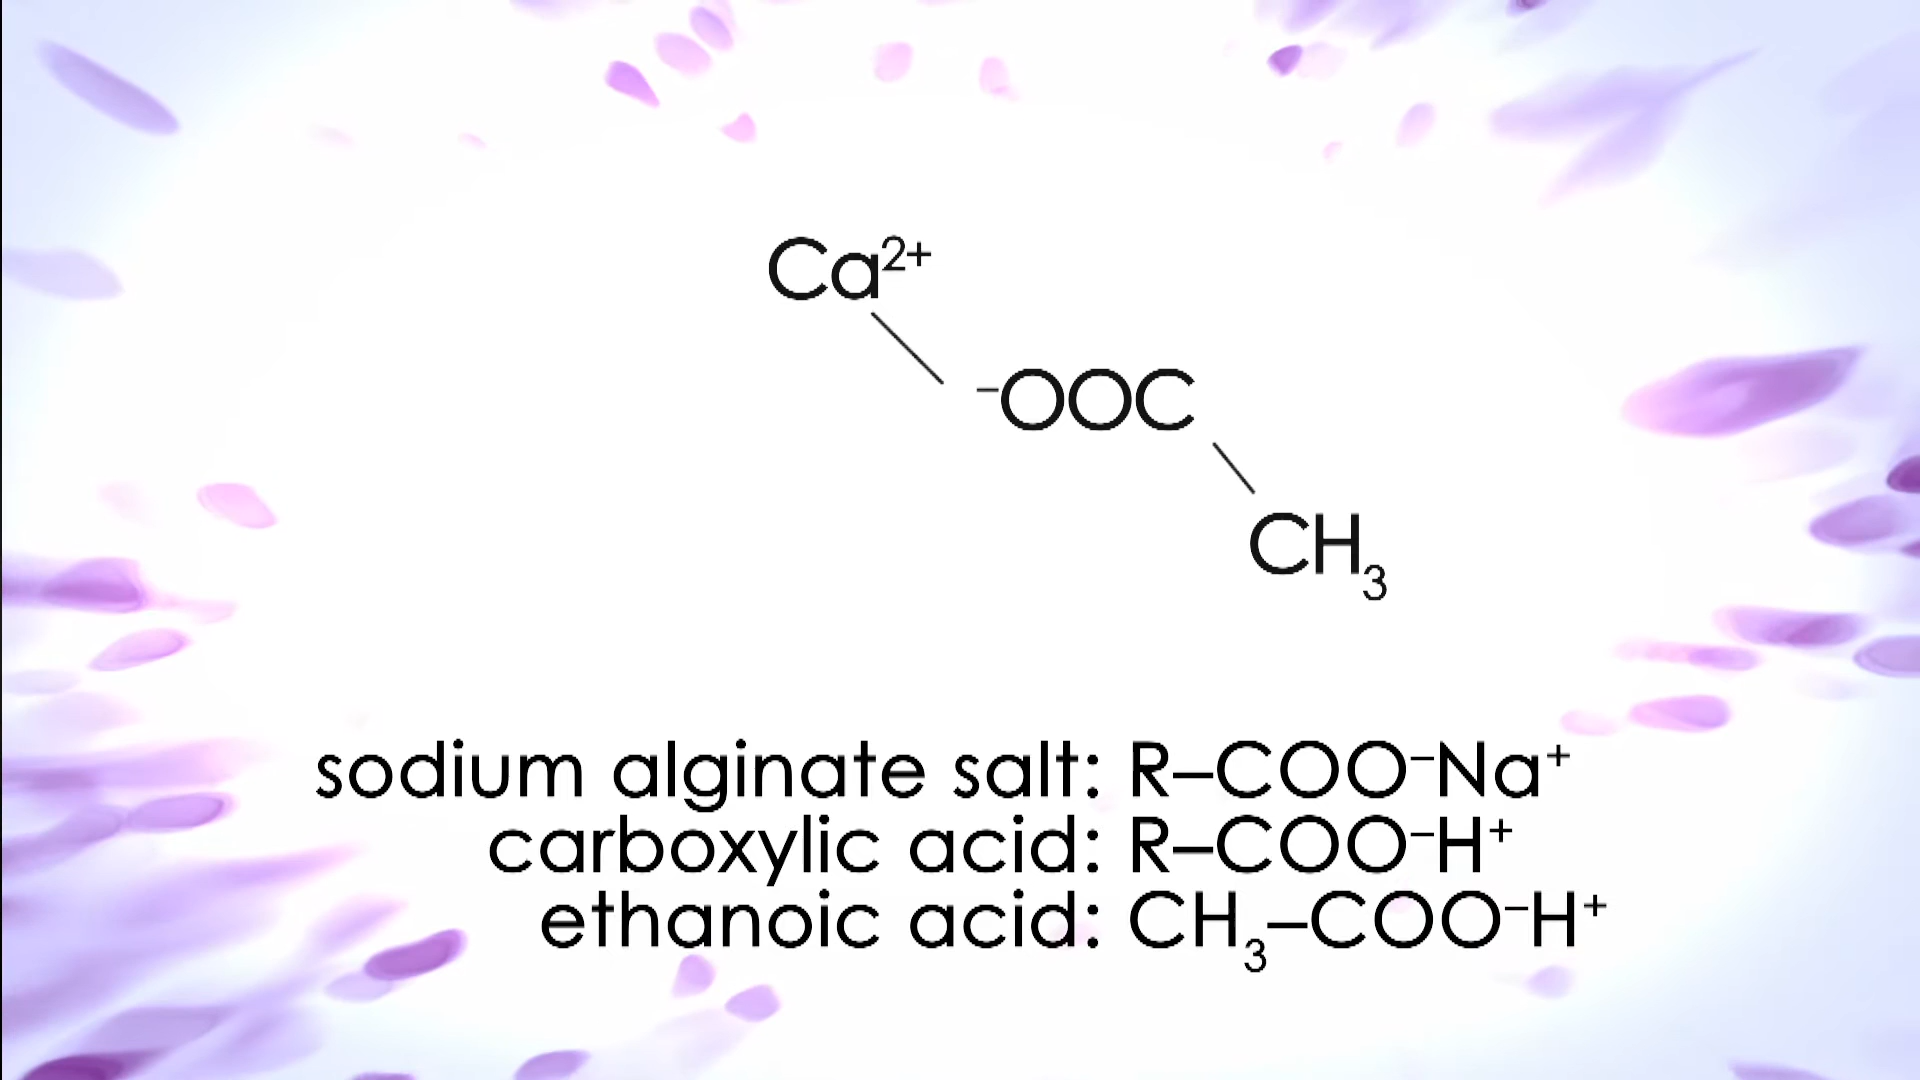 Ca²⁺
⁻OOC
CH₃
sodium alginate salt: R–COO⁻Na⁺
carboxylic acid: R–COO⁻H⁺
ethanoic acid: CH₃–COO⁻H⁺